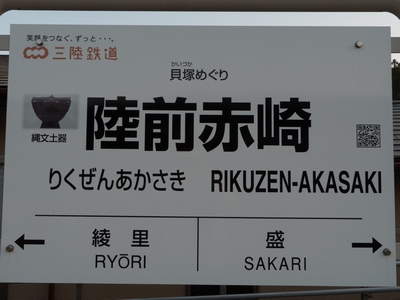 笑顔をつなぐ、ずっと・・・。
三陸鉄道
かいづか
貝塚めぐり
縄文土器
陸前赤崎
りくぜんあかさき RIKUZEN-AKASAKI
綾里 盛
RYŌRI SAKARI